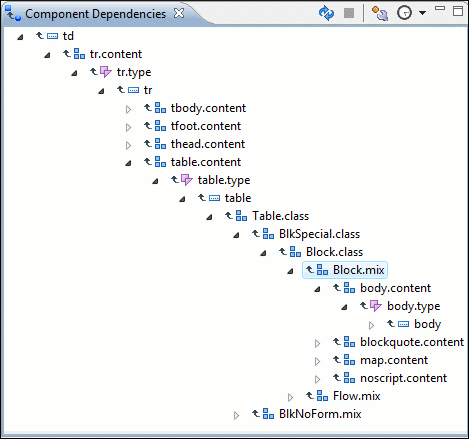 Component Dependencies
td
tr.content
tr.type
tr
tbody.content
tfoot.content
thead.content
table.content
table.type
table
Table.class
BlkSpecial.class
Block.class
Block.mix
body.content
body.type
body
blockquote.content
map.content
noscript.content
Flow.mix
BlkNoForm.mix